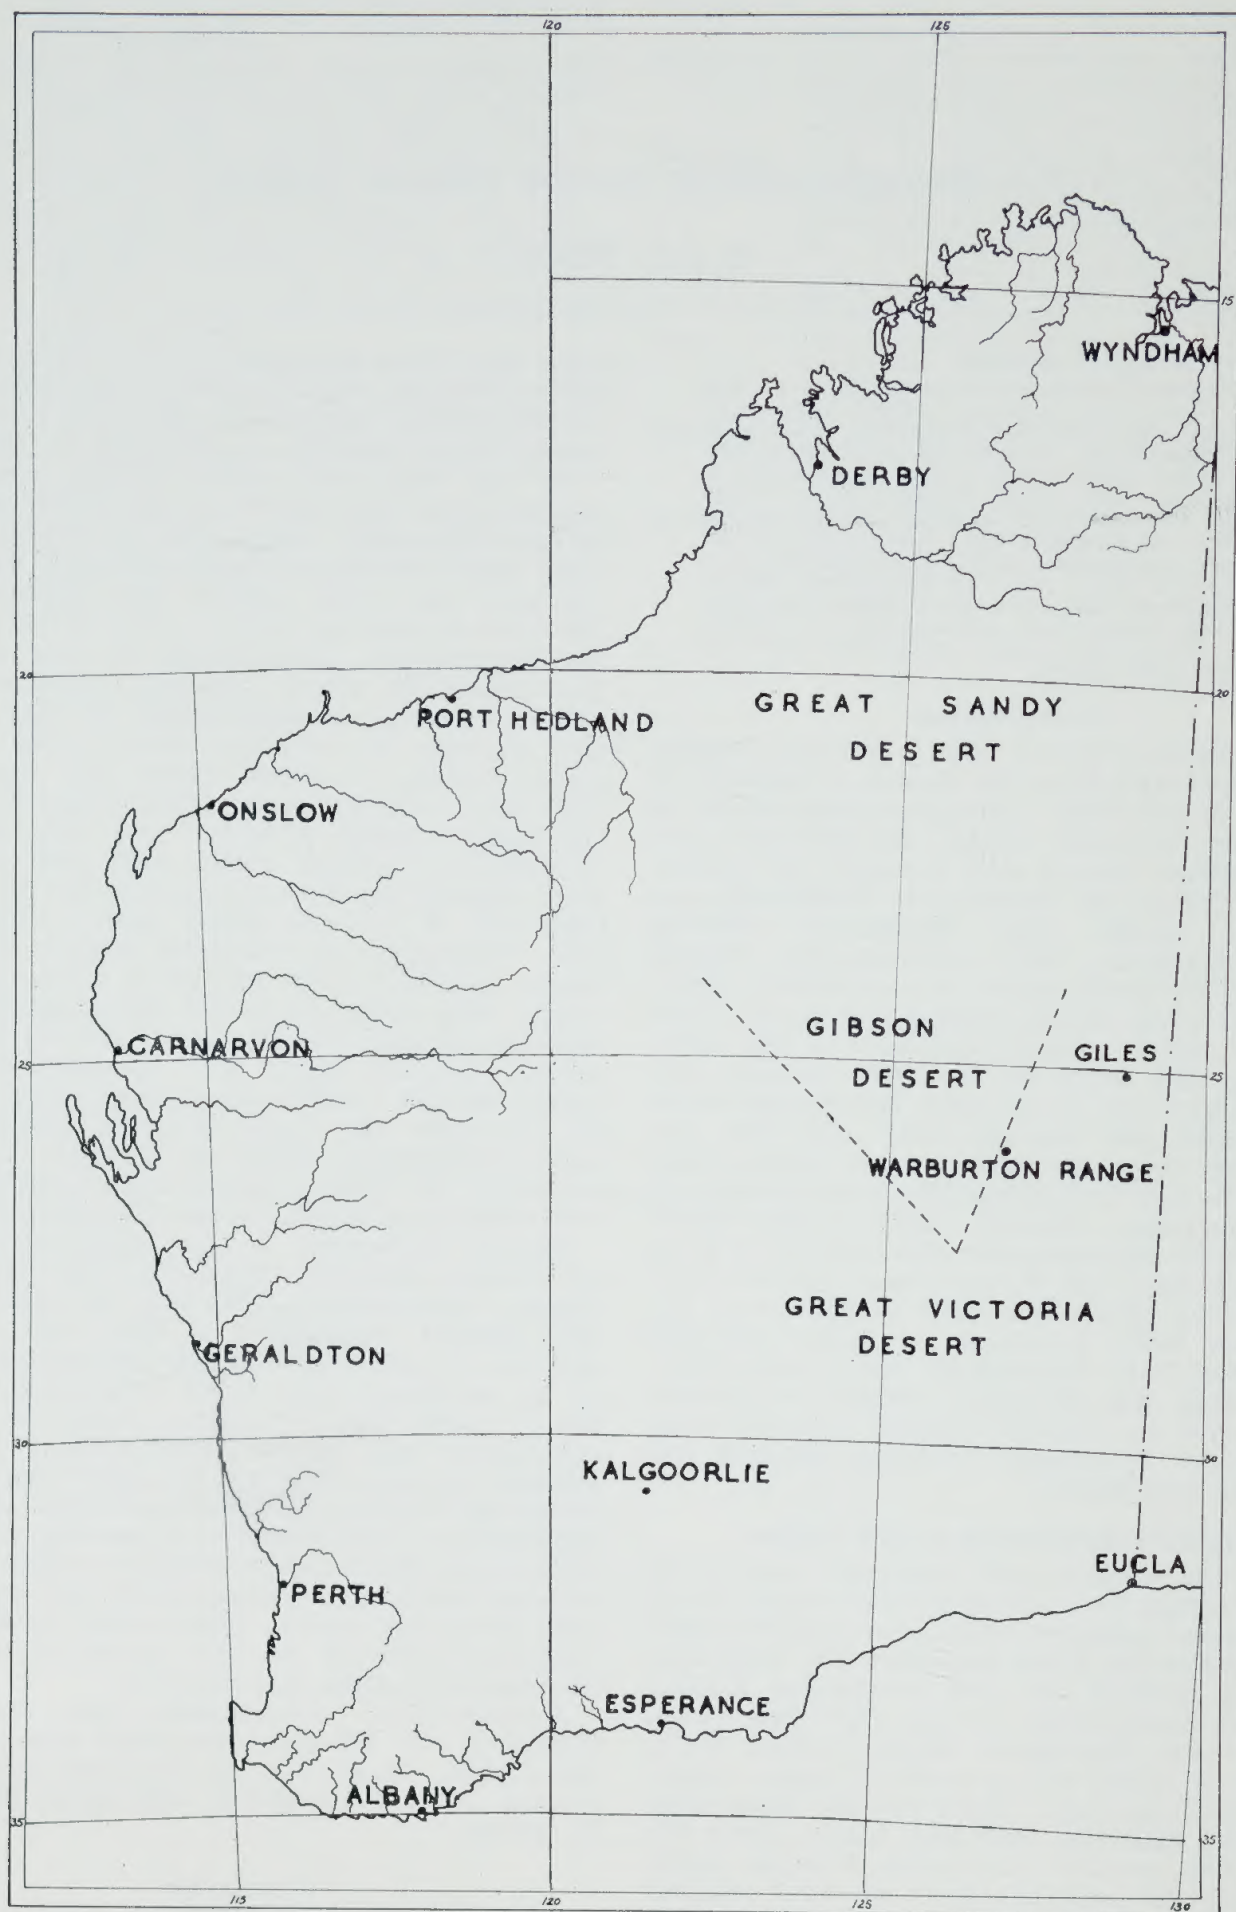 120 125
15
WYNDHAM
DERBY
20 20
GREAT SANDY
DESERT
PORT HEDLAND
ONSLOW
GIBSON
DESERT
GILES
CARNARVON
25 25
WARBURTON RANGE
GREAT VICTORIA
DESERT
GERALDTON
30 30
KALGOORLIE
EUCLA
PERTH
ESPERANCE
ALBANY
35 35
115 120 125 130